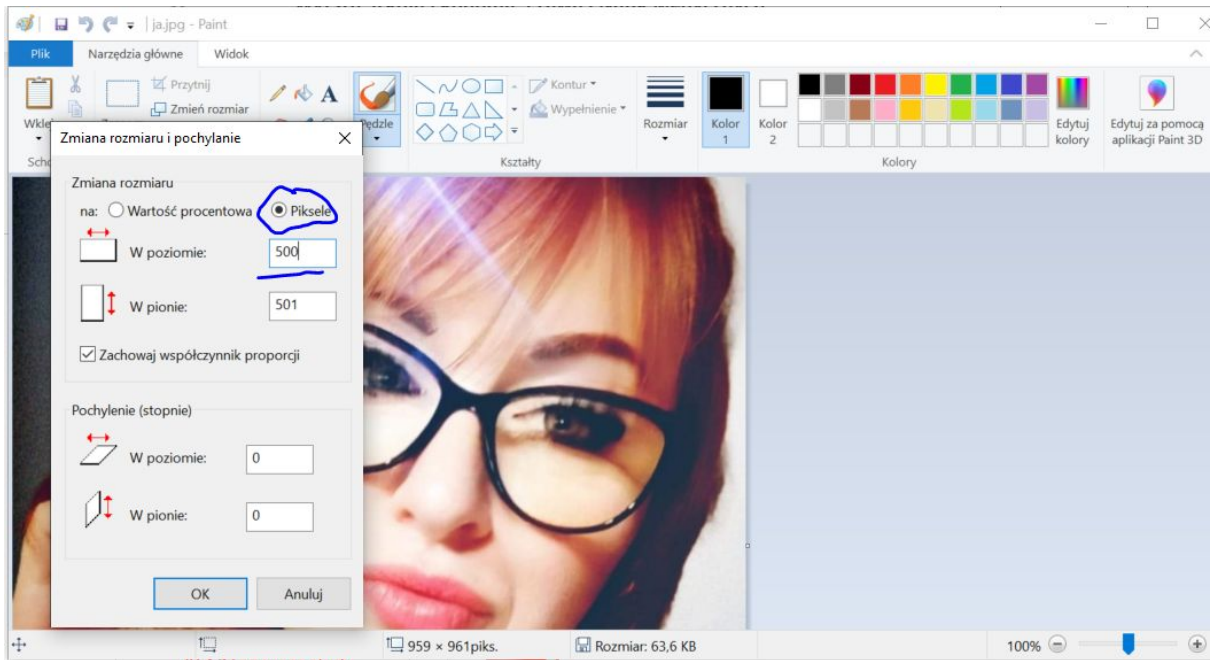 ja.jpg - Paint
Plik Narzędzia główne Widok
Przytnij
Zmień rozmiar
A
Pędzle
Kontur
Wypełnienie
Rozmiar
Kolor 1
Kolor 2
Edytuj kolory
Edytuj za pomocą aplikacji Paint 3D
Kształty
Kolory
Zmiana rozmiaru i pochylanie
Zmiana rozmiaru
na: Wartość procentowa Piksele
W poziomie: 500
W pionie: 501
Zachowaj współczynnik proporcji
Pochylenie (stopnie)
W poziomie: 0
W pionie: 0
OK Anuluj
959 × 961piks. Rozmiar: 63,6 KB 100%